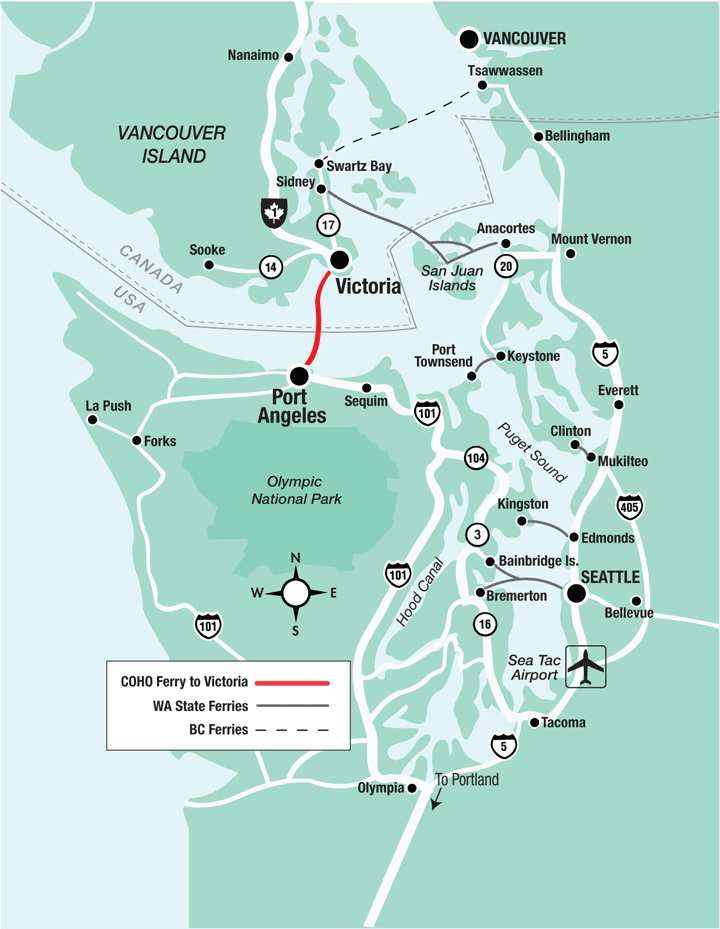 VANCOUVER
Nanaimo
Tsawwassen
VANCOUVER
ISLAND
Bellingham
Swartz Bay
Sidney
1
17
Anacortes
Mount Vernon
Sooke
14
20
CANADA
USA
Victoria
San Juan
Islands
Port
Townsend
Keystone
5
Port
Angeles
Sequim
101
Everett
La Push
Forks
Clinton
Puget Sound
Mukilteo
104
Olympic
National Park
405
Kingston
3
Edmonds
N
W
E
S
101
Hood Canal
Bainbridge Is.
SEATTLE
Bremerton
Bellevue
101
16
Sea Tac
Airport
COHO Ferry to Victoria
WA State Ferries
BC Ferries
Tacoma
5
Olympia
To Portland